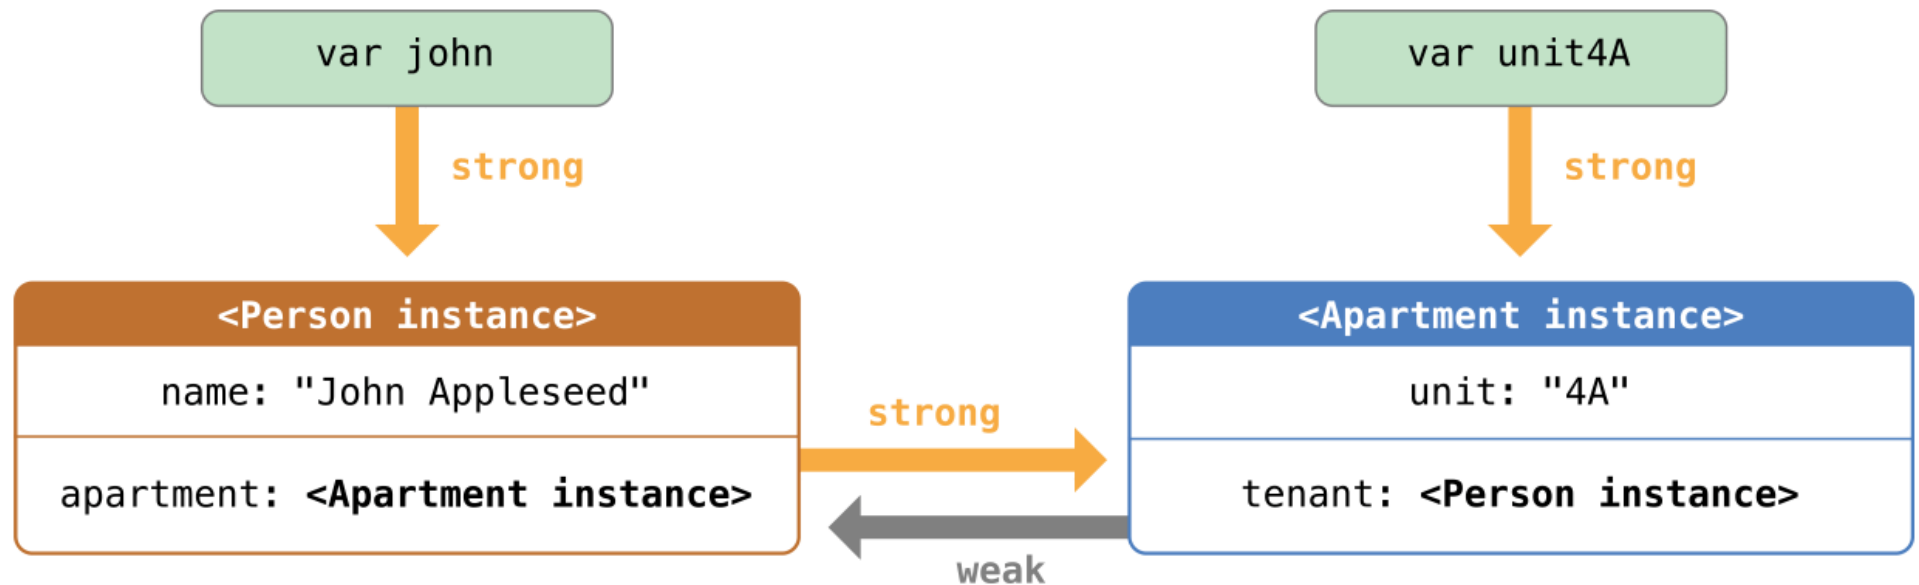 var john
var unit4A
strong
strong
<Person instance>
<Apartment instance>
name: "John Appleseed"
unit: "4A"
strong
apartment: <Apartment instance>
tenant: <Person instance>
weak